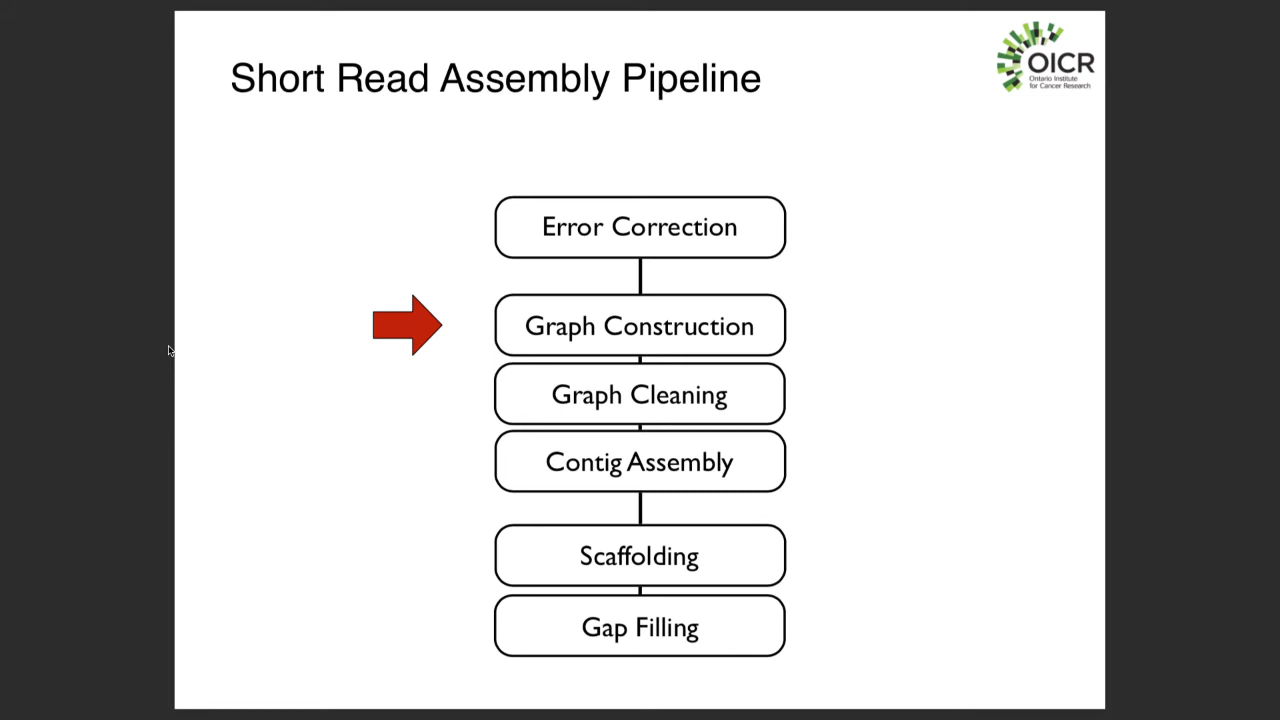 Short Read Assembly Pipeline
OICR
Ontario Institute
for Cancer Research
Error Correction
Graph Construction
Graph Cleaning
Contig Assembly
Scaffolding
Gap Filling